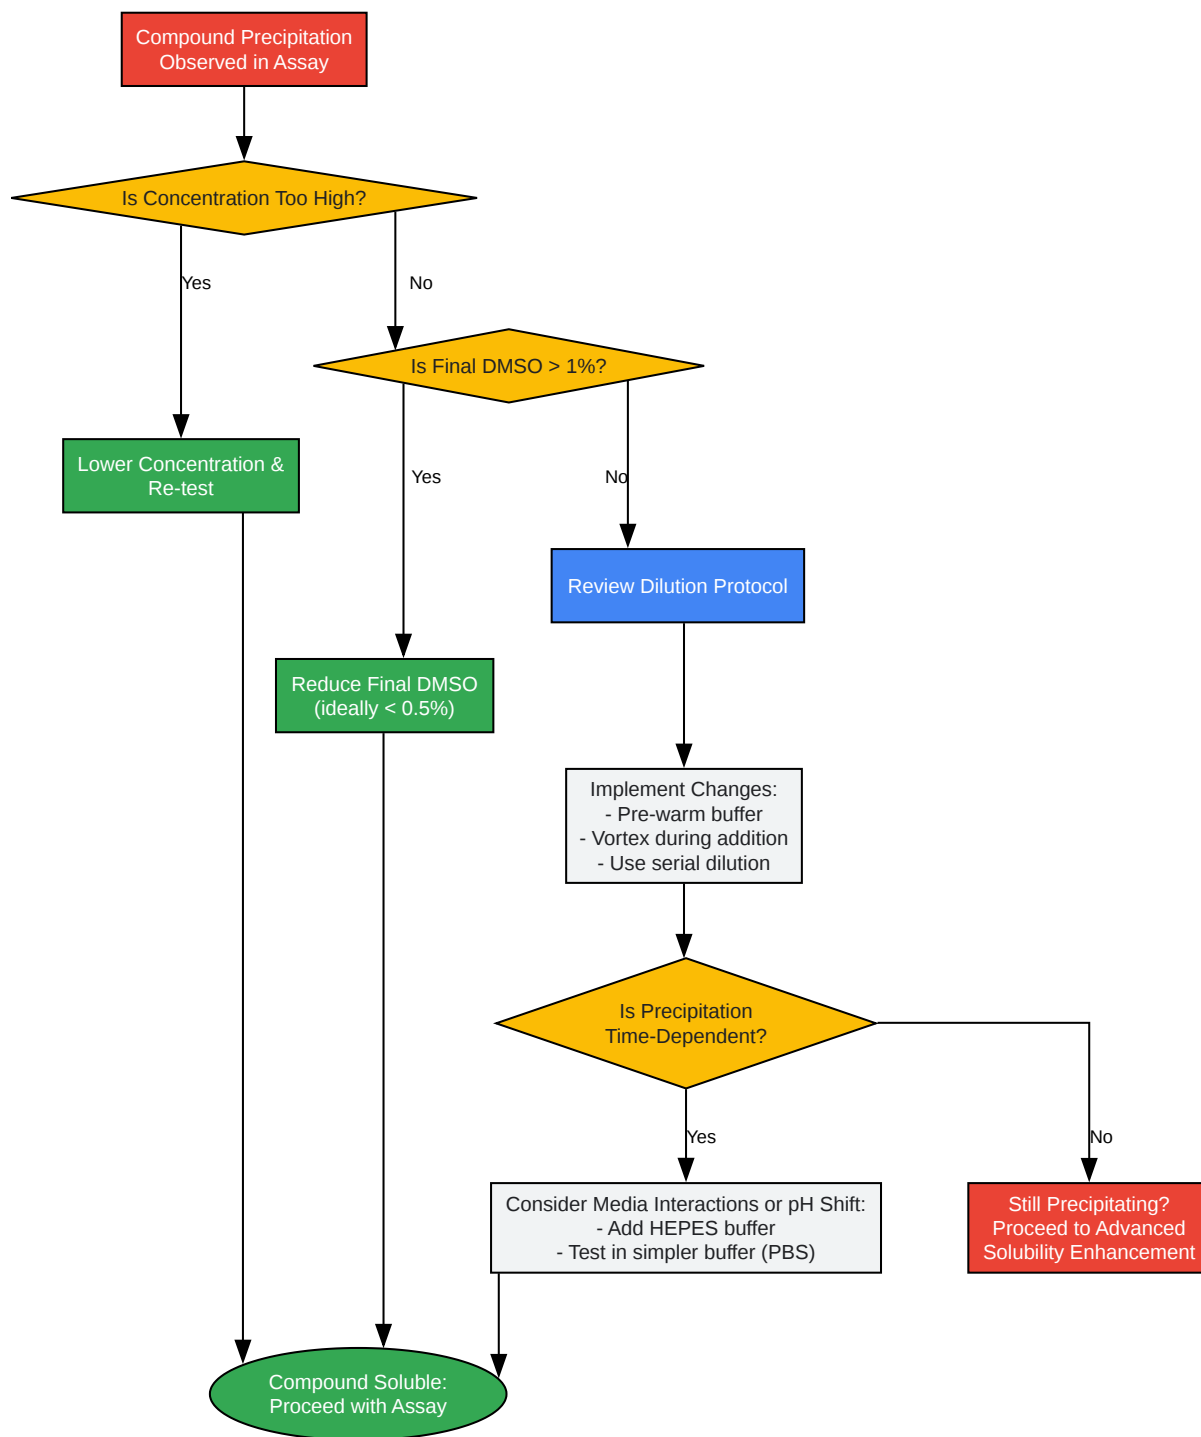 Compound Precipitation
Observed in Assay
Is Concentration Too High?
Yes
No
Is Final DMSO > 1%?
Lower Concentration &
Re-test
Yes
No
Review Dilution Protocol
Reduce Final DMSO
(ideally < 0.5%)
Implement Changes:
- Pre-warm buffer
- Vortex during addition
- Use serial dilution
Is Precipitation
Time-Dependent?
Yes
No
Consider Media Interactions or pH Shift:
- Add HEPES buffer
- Test in simpler buffer (PBS)
Still Precipitating?
Proceed to Advanced
Solubility Enhancement
Compound Soluble:
Proceed with Assay